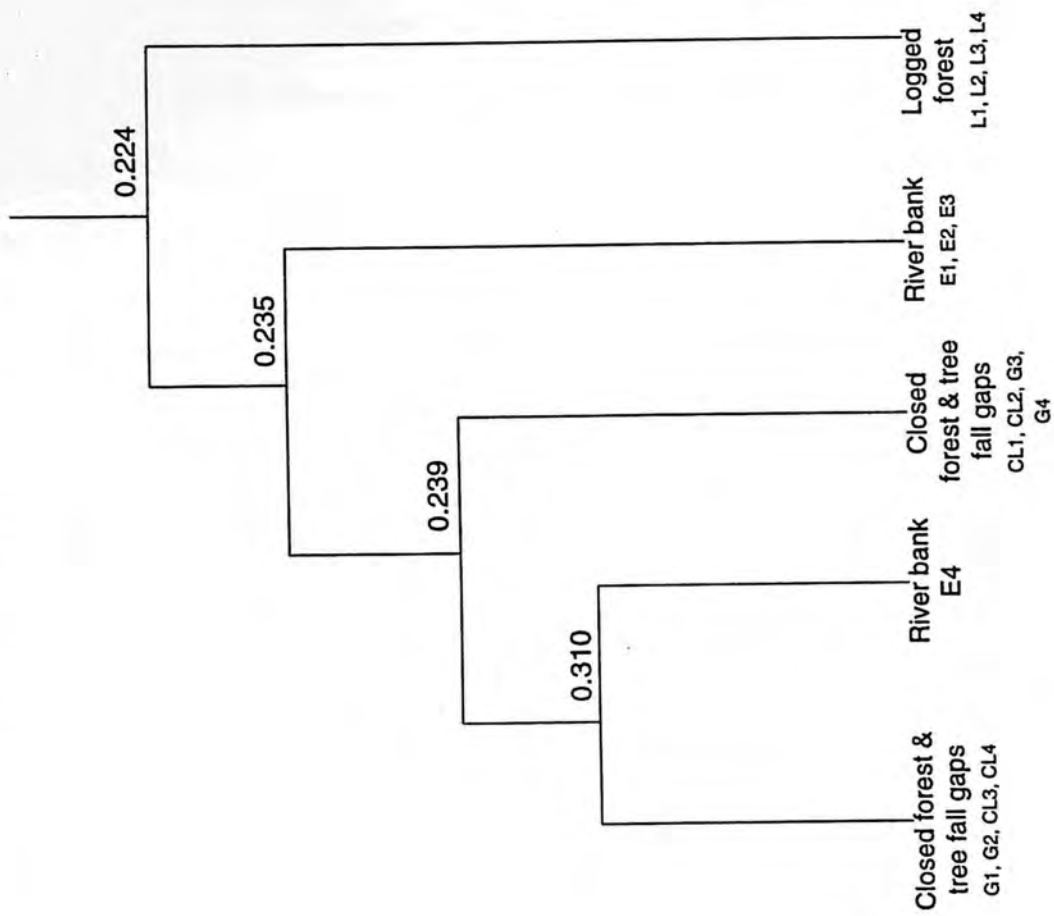 0.224
0.235
0.239
0.310
Closed forest &
tree fall gaps
G1, G2, CL3, CL4
River bank
E4
Closed
forest & tree
fall gaps
CL1, CL2, G3,
G4
River bank
E1, E2, E3
Logged
forest
L1, L2, L3, L4